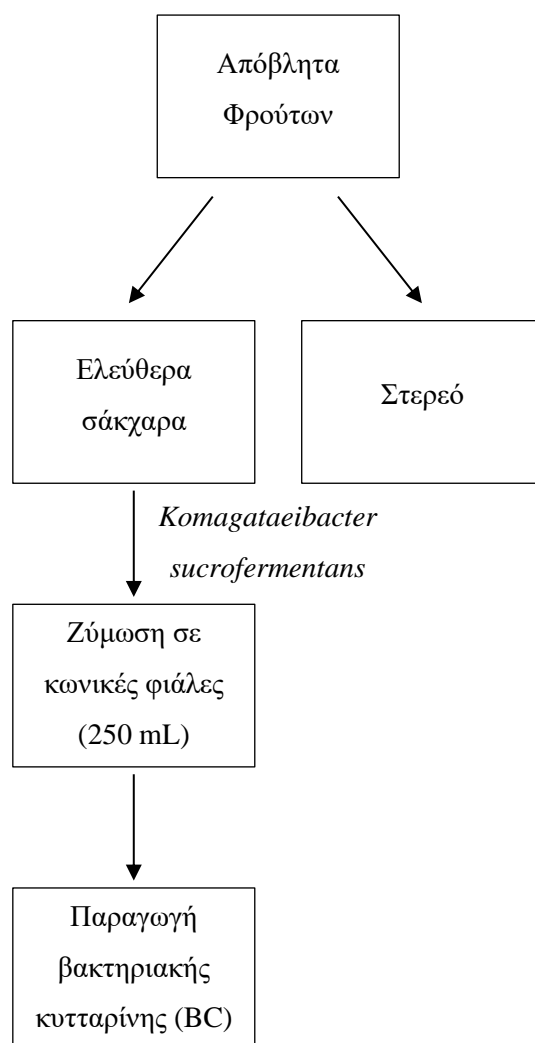 Απόβλητα
Φρούτων
Ελεύθερα
σάκχαρα
Στερεό
Komagataeibacter
sucrofermentans
Ζύμωση σε
κωνικές φιάλες
(250 mL)
Παραγωγή
βακτηριακής
κυτταρίνης (BC)